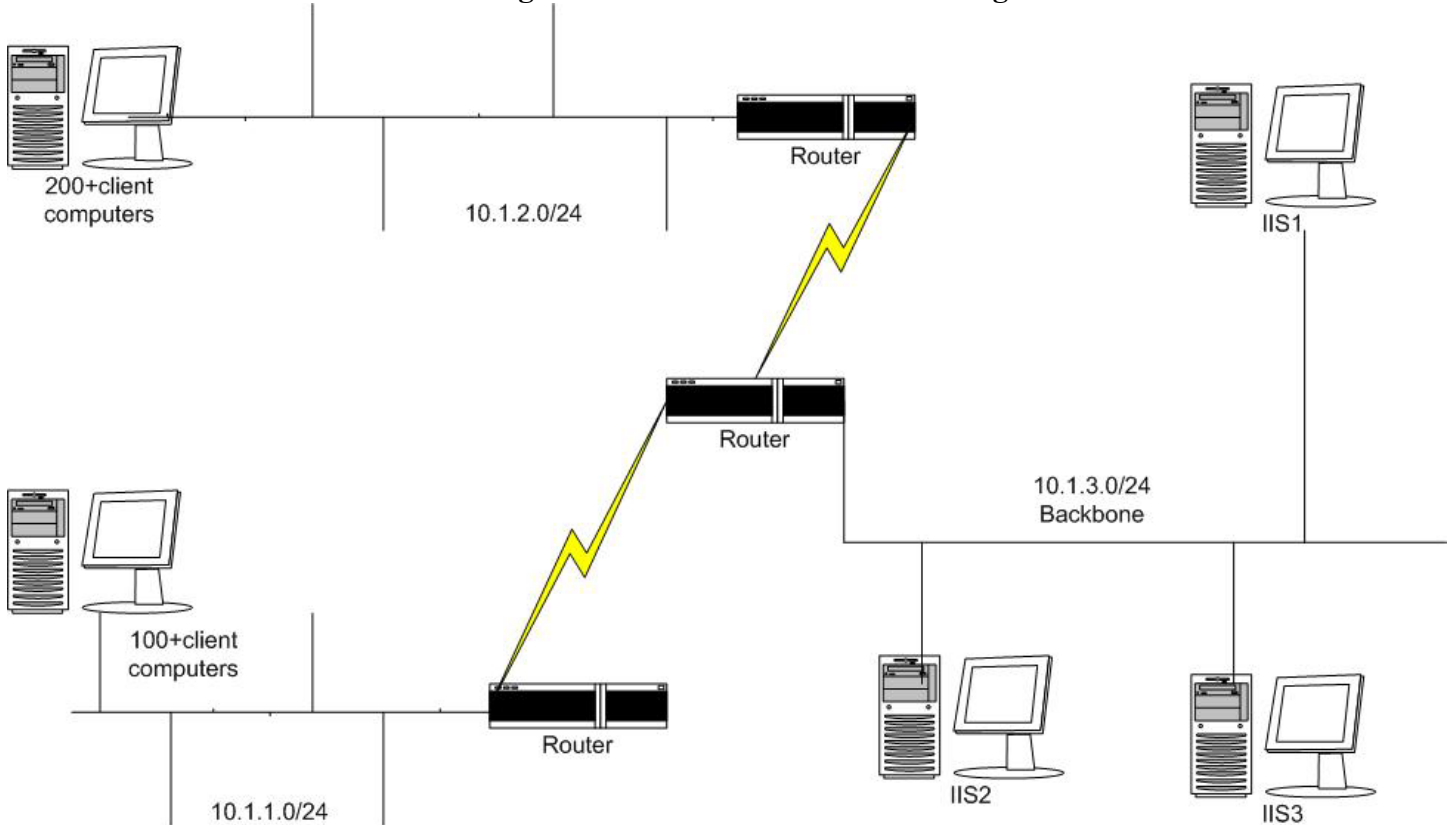 200+client
computers
10.1.2.0/24
Router
IIS1
Router
10.1.3.0/24
Backbone
100+client
computers
Router
10.1.1.0/24
IIS2
IIS3